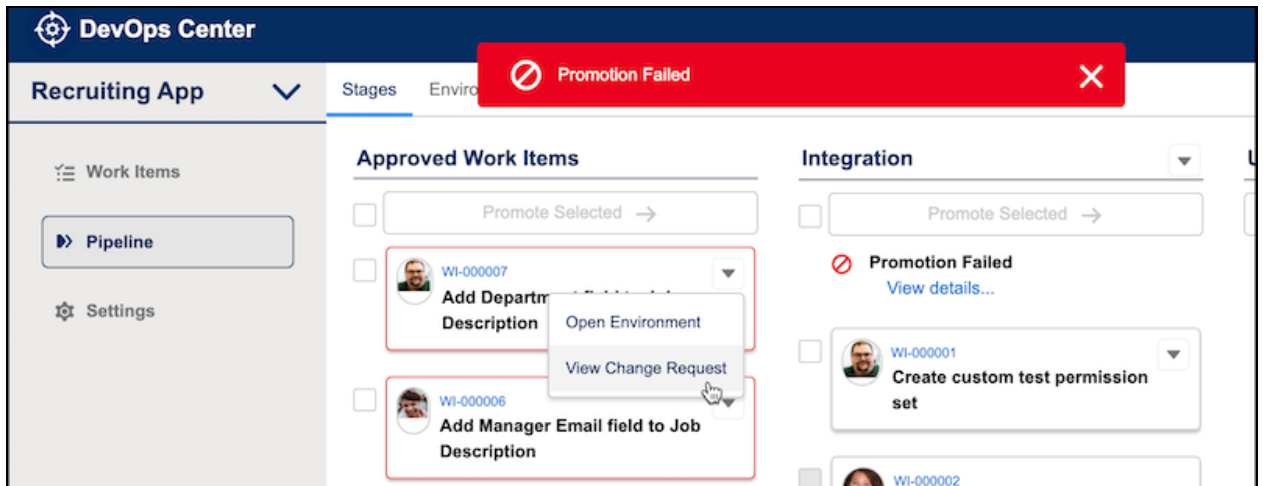 DevOps Center
Promotion Failed
Recruiting App
Stages
Enviro
Work Items
Pipeline
Settings
Approved Work Items
Promote Selected
WI-000007
Add Departm
Description
Open Environment
View Change Request
WI-000006
Add Manager Email field to Job
Description
Integration
Promote Selected
Promotion Failed
View details...
WI-000001
Create custom test permission
set
WI-000002